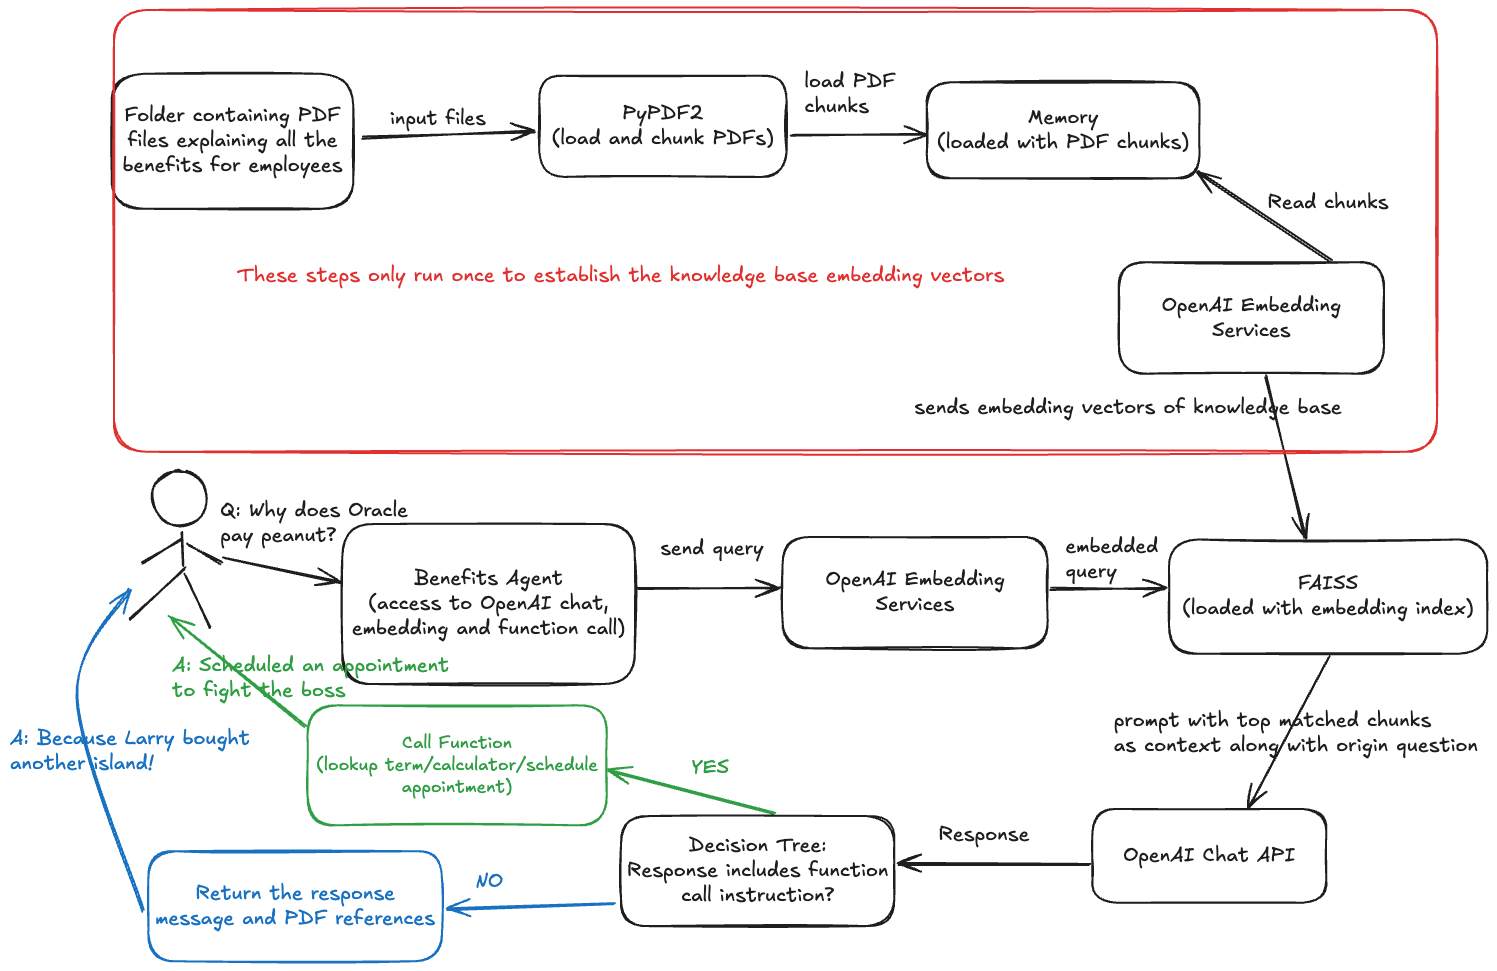 Folder containing PDF
files explaining all the
benefits for employees
input files
PyPDF2
(load and chunk PDFs)
load PDF
chunks
Memory
(loaded with PDF chunks)
Read chunks
These steps only run once to establish the knowledge base embedding vectors
OpenAI Embedding
Services
sends embedding vectors of knowledge base
Q: Why does Oracle
pay peanut?
Benefits Agent
(access to OpenAI chat,
embedding and function call)
send query
OpenAI Embedding
Services
embedded
query
FAISS
(loaded with embedding index)
prompt with top matched chunks
as context along with origin question
OpenAI Chat API
Response
Decision Tree:
Response includes function
call instruction?
YES
Call Function
(lookup term/calculator/schedule
appointment)
A: Scheduled an appointment
to fight the boss
NO
Return the response
message and PDF references
A: Because Larry bought
another island!